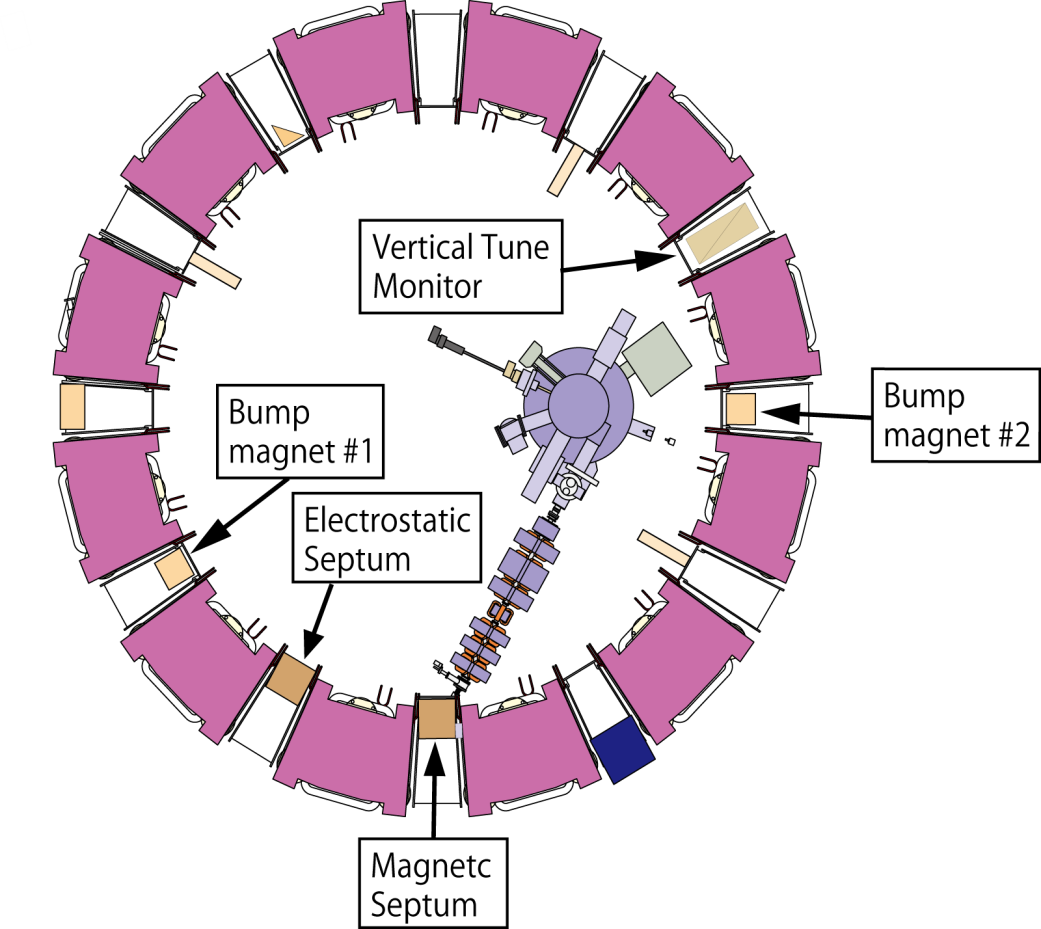 Vertical Tune
Monitor
Bump
magnet #1
Bump
magnet #2
Electrostatic
Septum
Magnetc
Septum